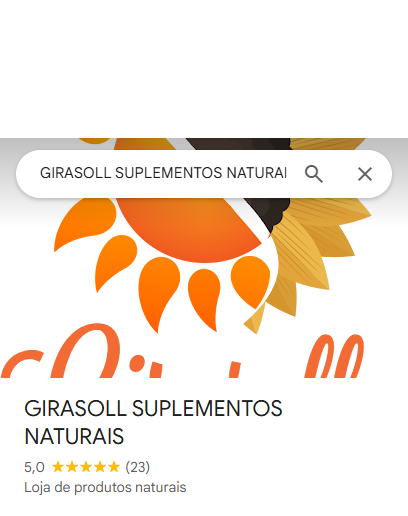 GIRASOLL SUPLEMENTOS NATURAI
GIRASOLL SUPLEMENTOS
NATURAIS
5,0 ★★★★★ (23)
Loja de produtos naturais